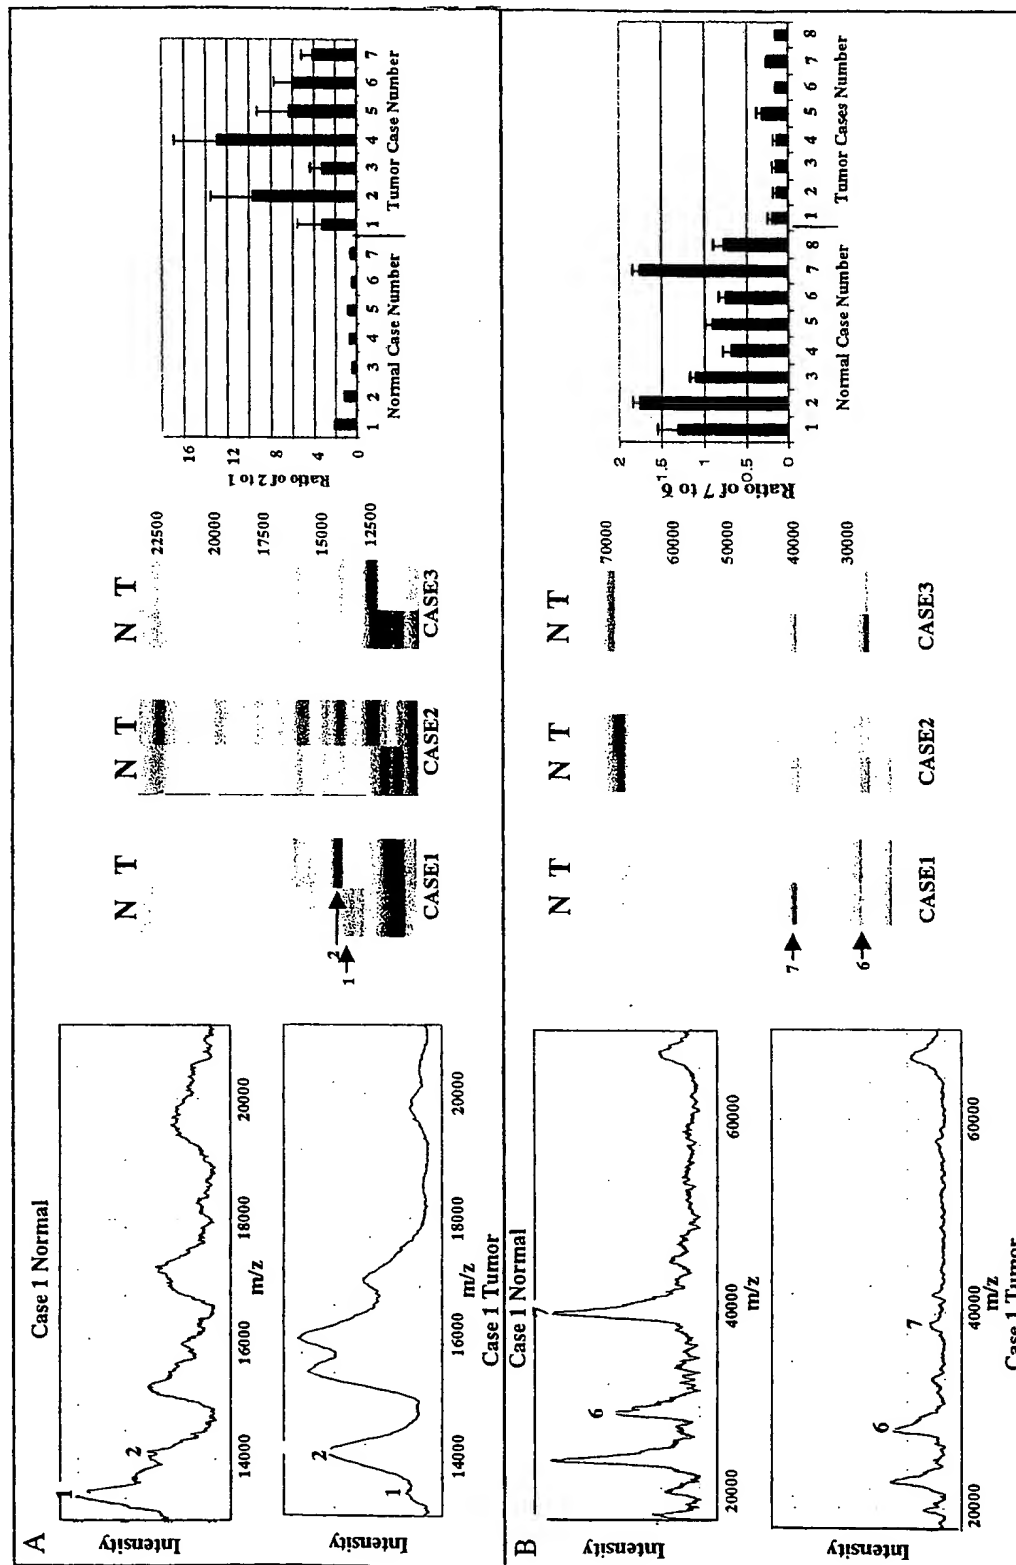 A
Case 1 Normal
Intensity
1
2
14000
16000
18000
20000
m/z
Intensity
1
2
14000
16000
18000
20000
m/z
Case 1 Tumor
N T
N T
N T
2
1
CASE1
CASE2
CASE3
22500
20000
17500
15000
12500
Ratio of 2 to 1
16
12
8
4
0
1 2 3 4 5 6 7 1 2 3 4 5 6 7
Normal Case Number Tumor Case Number
B
Case 1 Normal
Intensity
6
7
20000
40000
60000
m/z
Intensity
6
7
20000
40000
60000
m/z
Case 1 Tumor
N T
N T
N T
7
6
CASE1
CASE2
CASE3
70000
60000
50000
40000
30000
Ratio of 7 to 6
2
1.5
1
0.5
0
1 2 3 4 5 6 7 8 1 2 3 4 5 6 7 8
Normal Case Number Tumor Cases Number